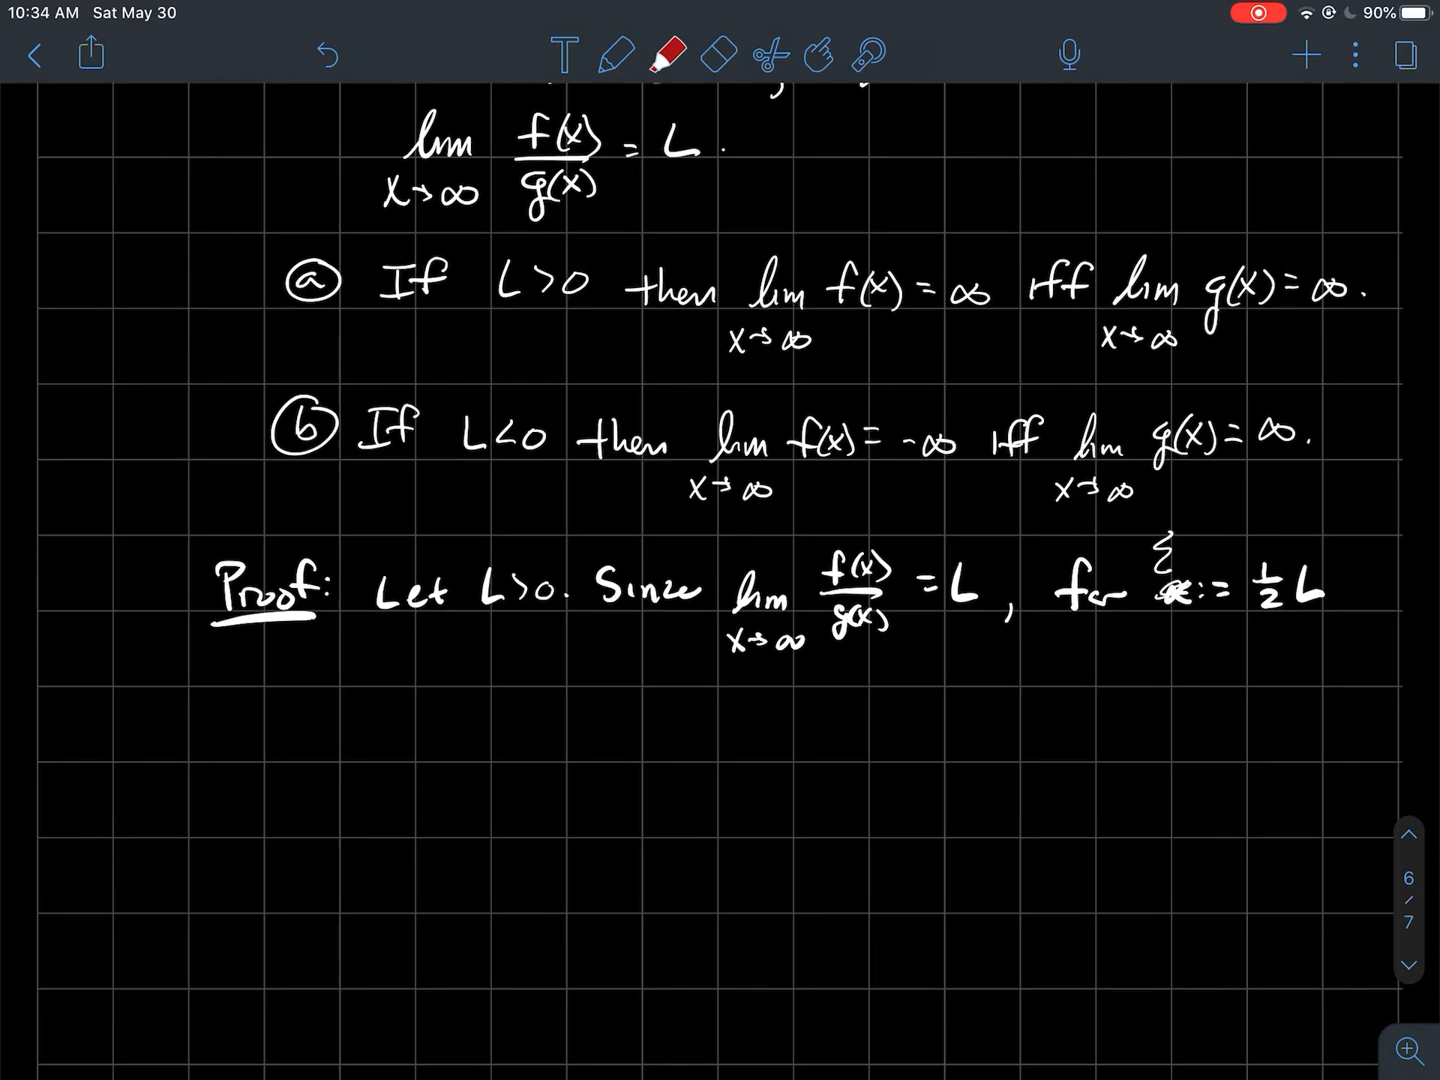 10:34 AM Sat May 30
90%
lim f(x)/g(x) = L.
x→∞
(a) If L>0 then lim f(x) = ∞ iff lim g(x) = ∞.
x→∞ x→∞
(b) If L<0 then lim f(x) = -∞ iff lim g(x) = ∞.
x→∞ x→∞
Proof: Let L>0. Since lim f(x)/g(x) = L, for ε := 1/2 L
x→∞
6
/
7